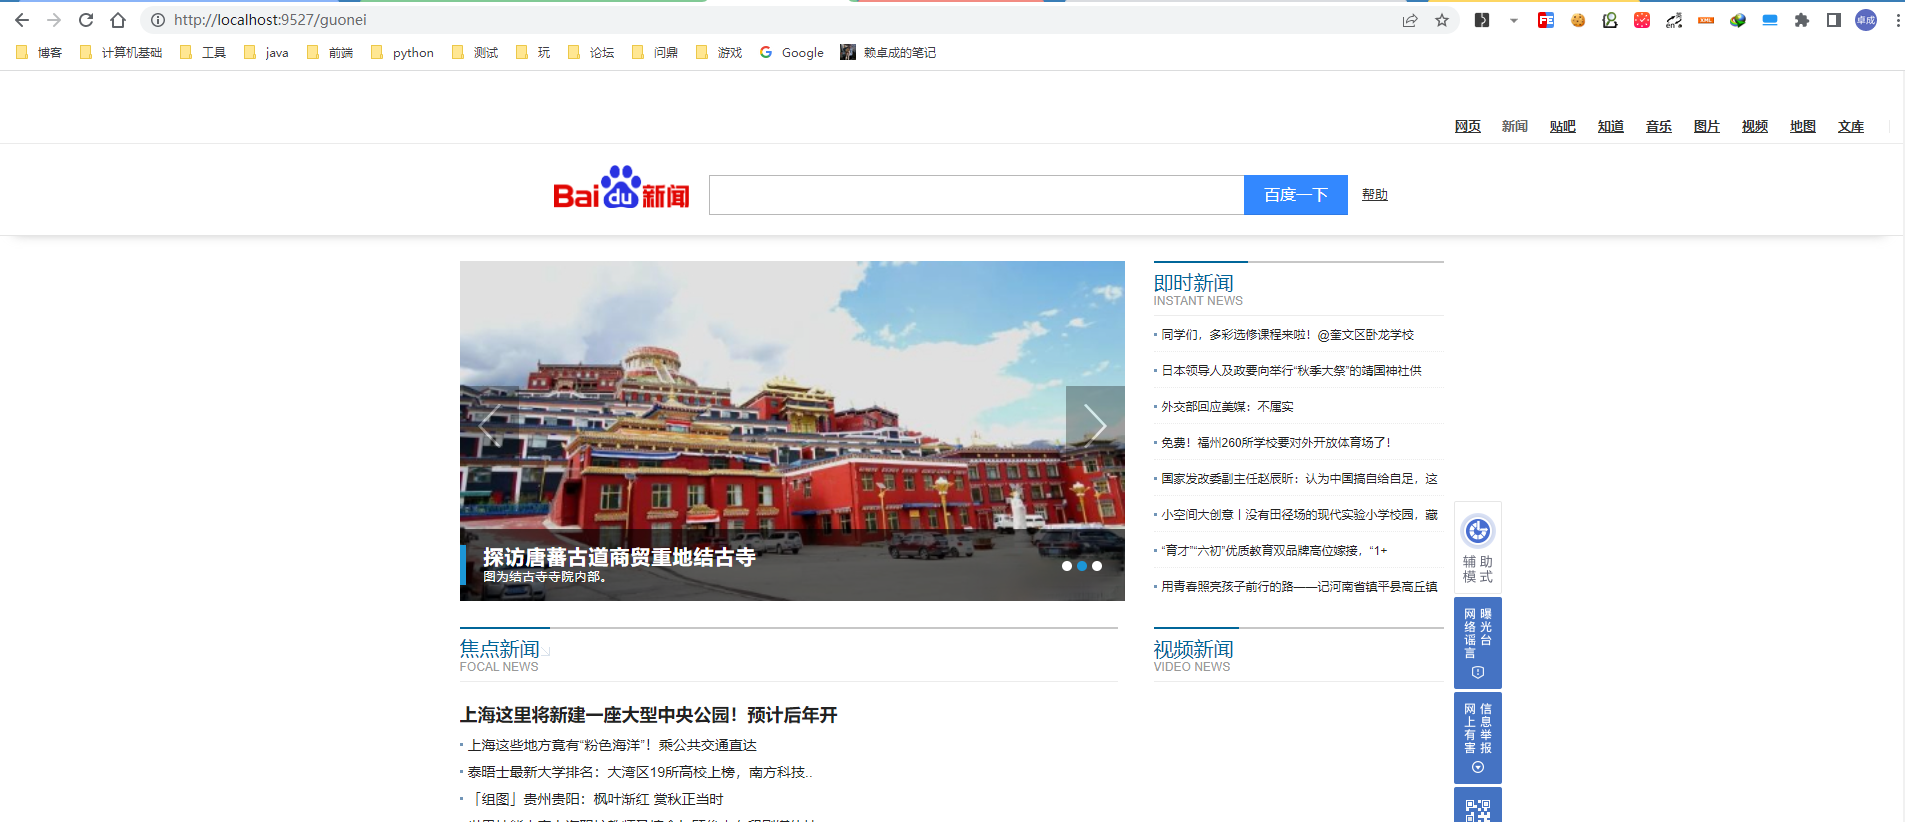 http://localhost:9527/guonei
卓成
博客 计算机基础 工具 java 前端 python 测试 玩 论坛 问鼎 游戏 Google 赖卓成的笔记
网页 新闻 贴吧 知道 音乐 图片 视频 地图 文库
Bai du 新闻
百度一下
帮助
探访唐蕃古道商贸重地结古寺
图为结古寺寺院内部。
即时新闻
INSTANT NEWS
同学们，多彩选修课程来啦！@奎文区卧龙学校
日本领导人及政要向举行“秋季大祭”的靖国神社供
外交部回应美媒：不属实
免费！福州260所学校要对外开放体育场了！
国家发改委副主任赵辰昕：认为中国搞自给自足，这
小空间大创意丨没有田径场的现代实验小学校园，藏
“育才”“六初”优质教育双品牌高位嫁接，“1+
用青春照亮孩子前行的路——记河南省镇平县高丘镇
焦点新闻
FOCAL NEWS
上海这里将新建一座大型中央公园！预计后年开
上海这些地方竟有“粉色海洋”！乘公共交通直达
泰晤士最新大学排名：大湾区19所高校上榜，南方科技..
「组图」贵州贵阳：枫叶渐红 赏秋正当时
视频新闻
VIDEO NEWS
辅助模式
网络谣言曝光台
网上有害信息举报